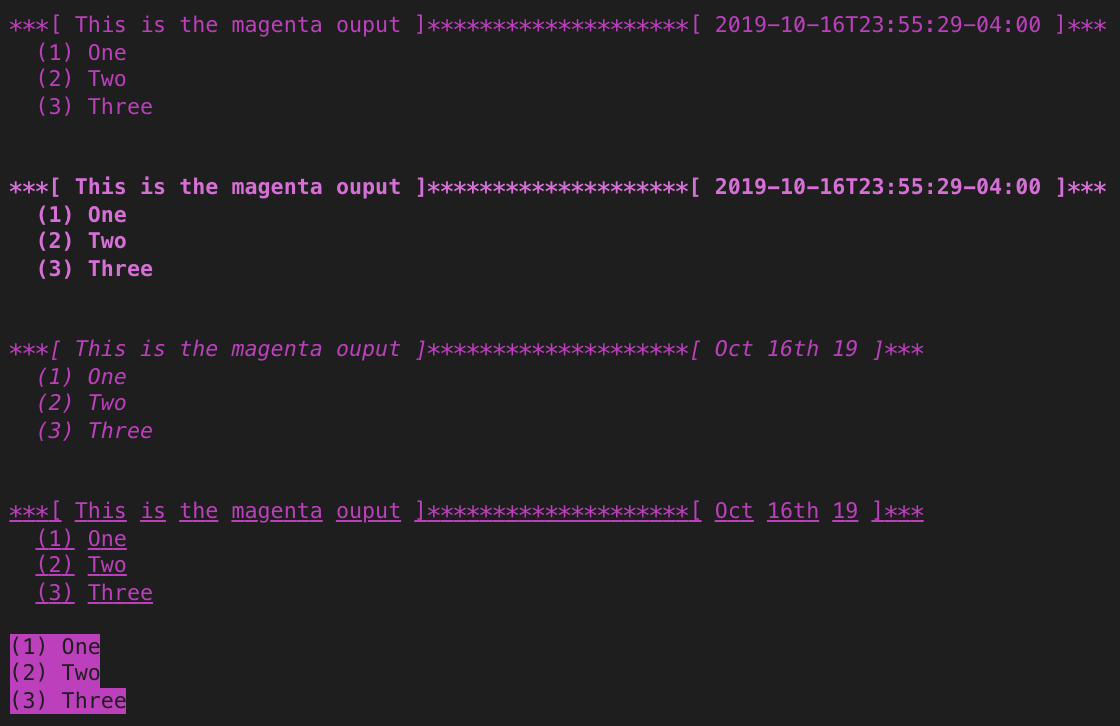 ***[ This is the magenta ouput ]********************[ 2019-10-16T23:55:29-04:00 ]***
(1) One
(2) Two
(3) Three
***[ This is the magenta ouput ]********************[ 2019-10-16T23:55:29-04:00 ]***
(1) One
(2) Two
(3) Three
***[ This is the magenta ouput ]********************[ Oct 16th 19 ]***
(1) One
(2) Two
(3) Three
***[ This is the magenta ouput ]********************[ Oct 16th 19 ]***
(1) One
(2) Two
(3) Three
(1) One
(2) Two
(3) Three